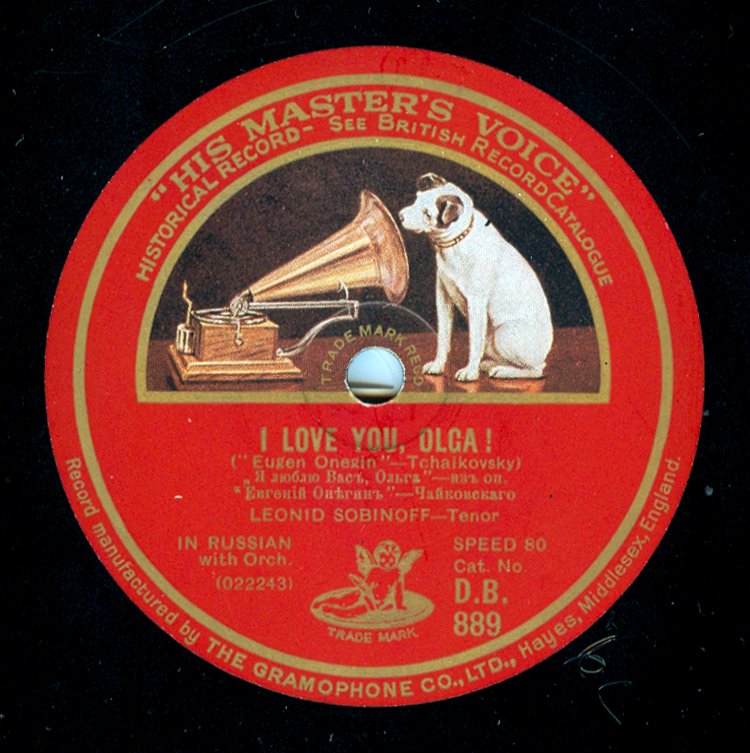 "HIS MASTER'S VOICE"
HISTORICAL RECORD - SEE BRITISH RECORD CATALOGUE
TRADE MARK REGD
I LOVE YOU, OLGA!
("Eugen Onegin"—Tchaikovsky)
„Я люблю Васъ, Ольга"—изъ оп.
"Евгеній Онѣгинъ"—Чайковскаго
LEONID SOBINOFF—Tenor
IN RUSSIAN
with Orch.
(022243)
SPEED 80
Cat. No
D.B.
889
TRADE MARK
Record manufactured by THE GRAMOPHONE CO., LTD., Hayes, Middlesex, England.